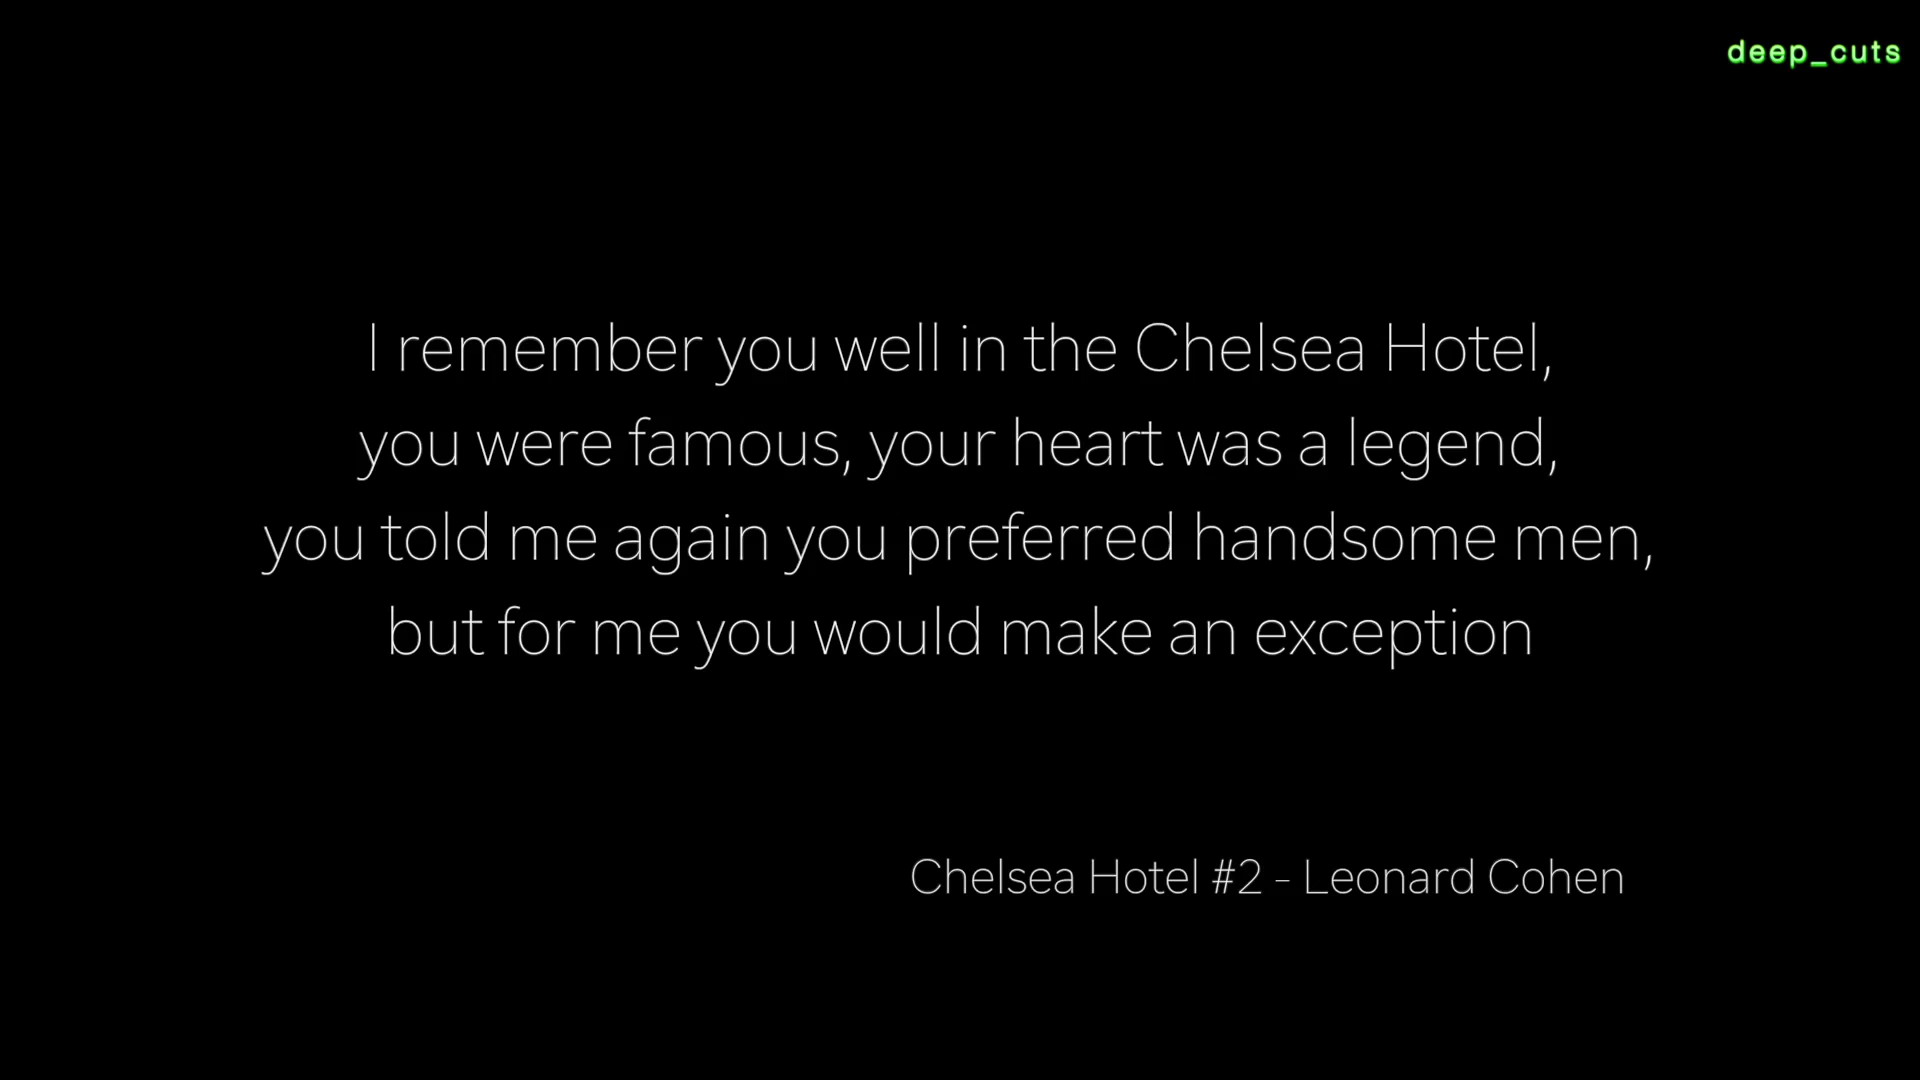 deep_cuts
I remember you well in the Chelsea Hotel,
you were famous, your heart was a legend,
you told me again you preferred handsome men,
but for me you would make an exception
Chelsea Hotel #2 - Leonard Cohen